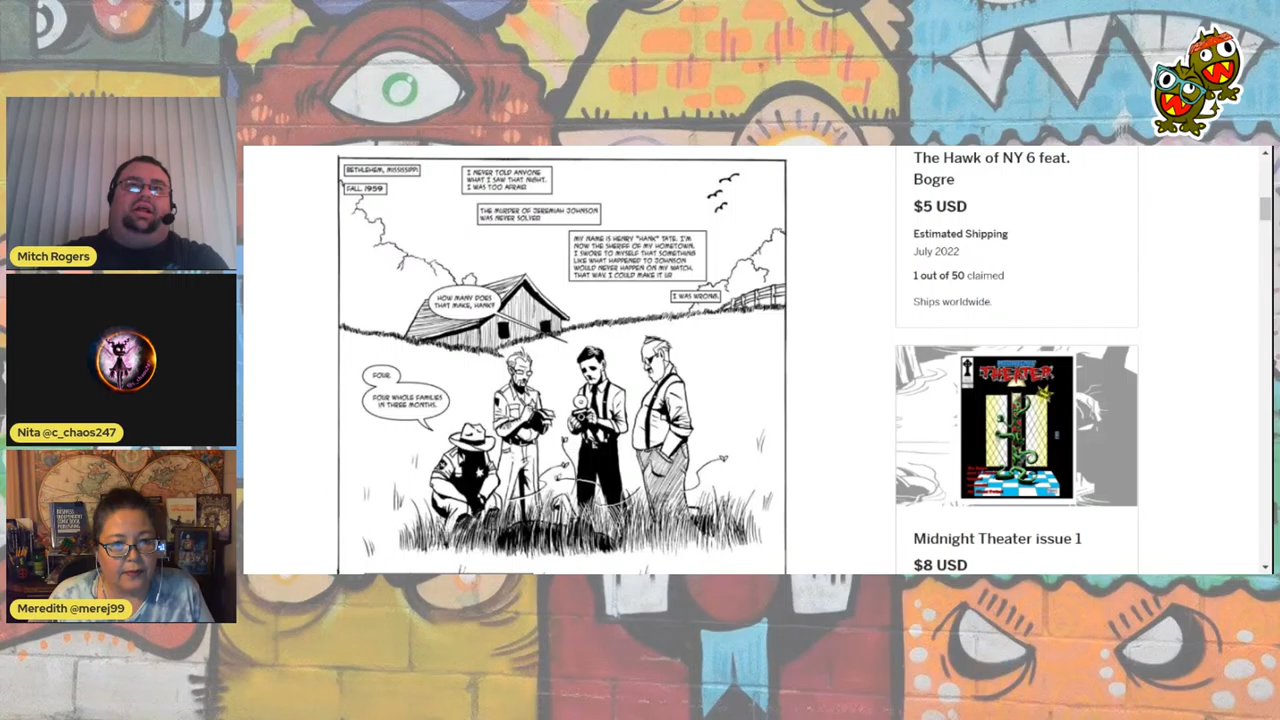 Mitch Rogers
Nita @c_chaos247
Meredith @merej99
BETHLEHEM, MISSISSIPPI
FALL, 1959
I NEVER TOLD ANYONE
WHAT I SAW THAT NIGHT.
I WAS TOO AFRAID
THE MURDER OF JEREMIAH JOHNSON
WAS NEVER SOLVED
MY NAME IS HENRY "HANK" TATE. I'M
NOW THE SHERIFF OF MY HOMETOWN.
I SWORE TO MYSELF THAT SOMETHING
LIKE WHAT HAPPENED TO JOHNSON
WOULD NEVER HAPPEN ON MY WATCH.
THAT WAY, I COULD MAKE IT UP
I WAS WRONG.
HOW MANY DOES
THAT MAKE, HANK?
FOUR.
FOUR WHOLE FAMILIES
IN THREE MONTHS.
The Hawk of NY 6 feat.
Bogre
$5 USD
Estimated Shipping
July 2022
1 out of 50 claimed
Ships worldwide.
THEATER
Midnight Theater issue 1
$8 USD